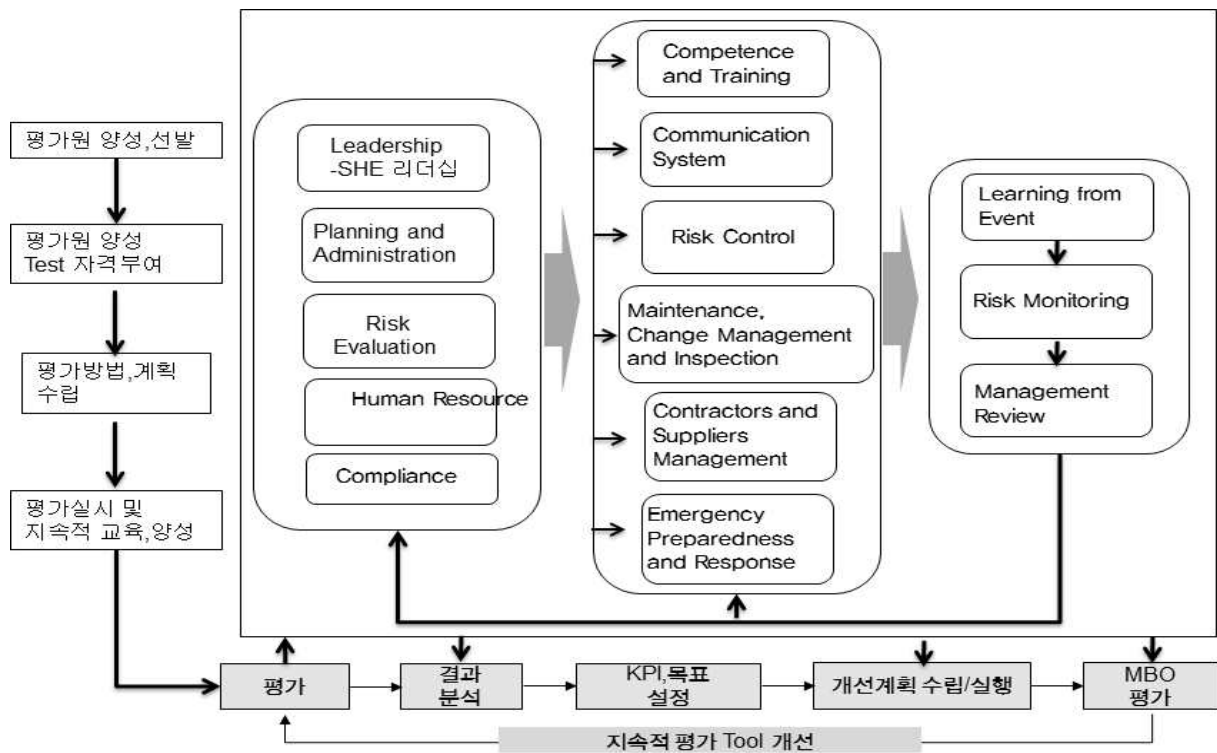 평가원 양성,선발
평가원 양성
Test 자격부여
평가방법,계획
수립
평가실시 및
지속적 교육,양성
Leadership
-SHE 리더십
Planning and
Administration
Risk
Evaluation
Human Resource
Compliance
Competence
and Training
Communication
System
Risk Control
Maintenance,
Change Management
and Inspection
Contractors and
Suppliers
Management
Emergency
Preparedness
and Response
Learning from
Event
Risk Monitoring
Management
Review
평가
결과
분석
KPI,목표
설정
개선계획 수립/실행
MBO
평가
지속적 평가 Tool 개선